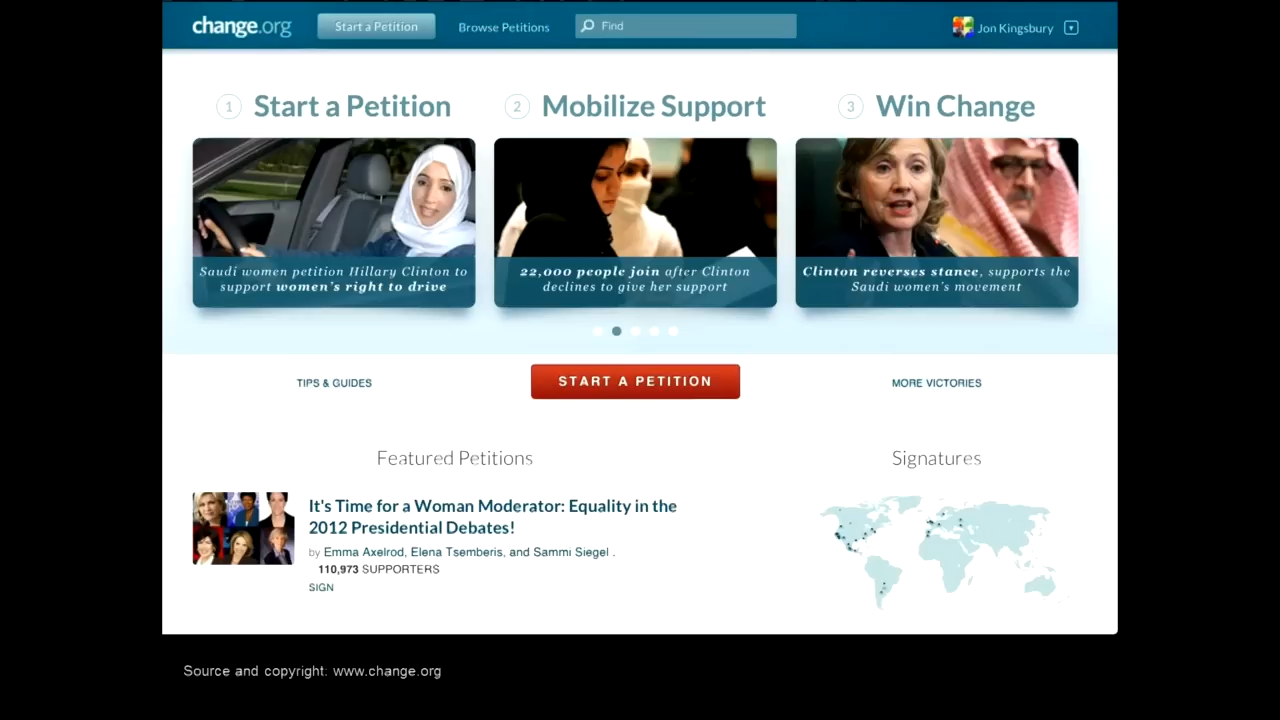 change.org
Start a Petition
Browse Petitions
Find
Jon Kingsbury
1 Start a Petition
2 Mobilize Support
3 Win Change
Saudi women petition Hillary Clinton to
support women's right to drive
22,000 people join after Clinton
declines to give her support
Clinton reverses stance, supports the
Saudi women's movement
TIPS & GUIDES
START A PETITION
MORE VICTORIES
Featured Petitions
Signatures
It's Time for a Woman Moderator: Equality in the
2012 Presidential Debates!
by Emma Axelrod, Elena Tsemberis, and Sammi Siegel .
110,973 SUPPORTERS
SIGN
Source and copyright: www.change.org